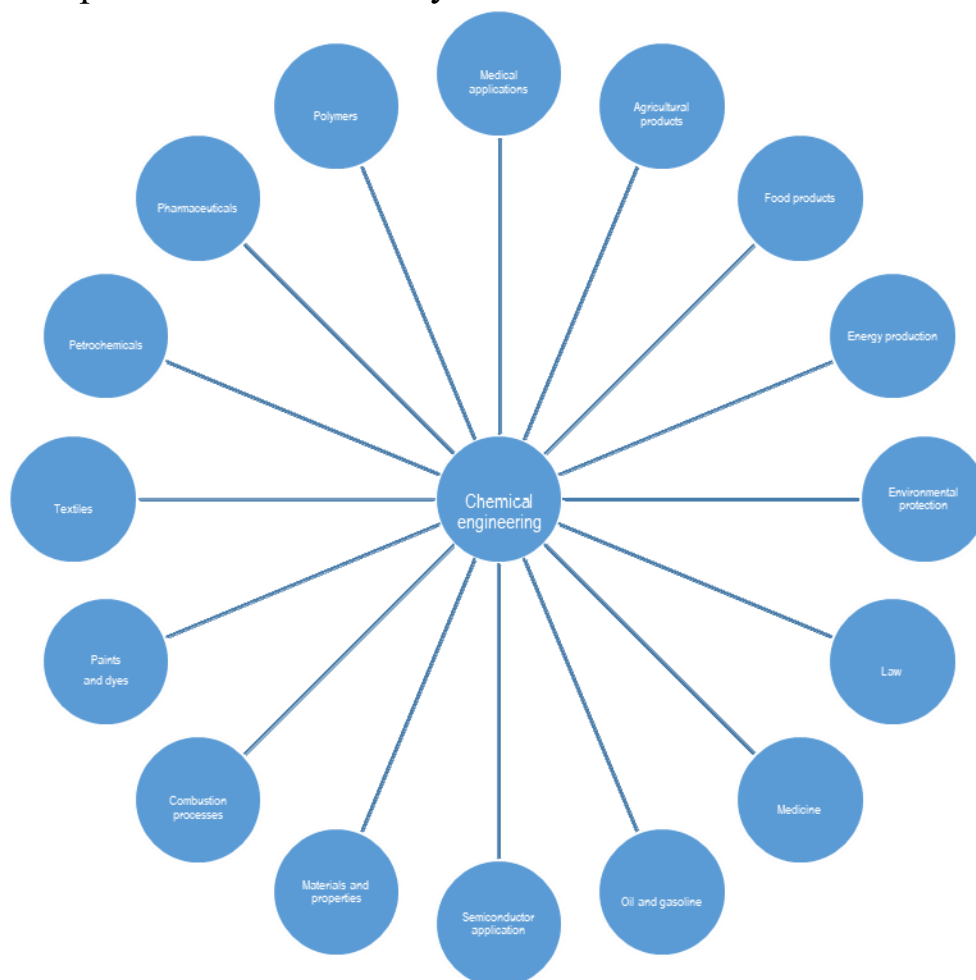 Medical
applications
Agricultural
products
Food products
Energy production
Environmental
protection
Law
Medicine
Oil and gasoline
Semiconductor
application
Materials and
properties
Combustion
processes
Paints
and dyes
Textiles
Petrochemicals
Pharmaceuticals
Polymers
Chemical
engineering